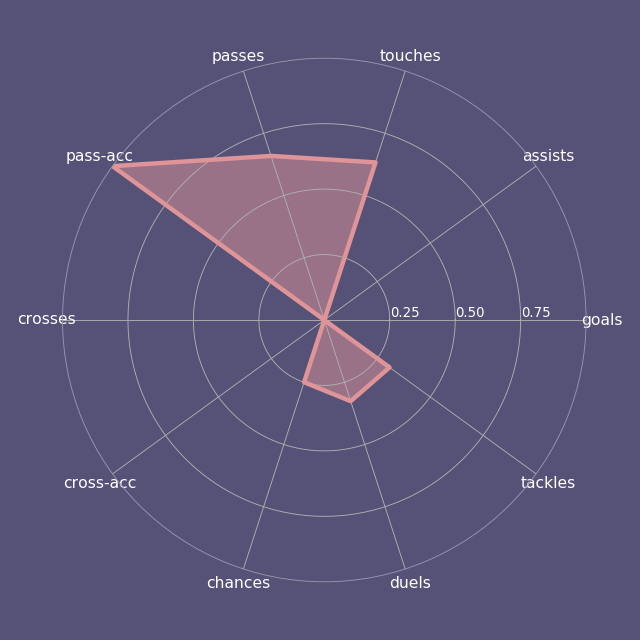 passes
touches
pass-acc
assists
0.25
0.50
0.75
crosses
goals
cross-acc
tackles
chances
duels